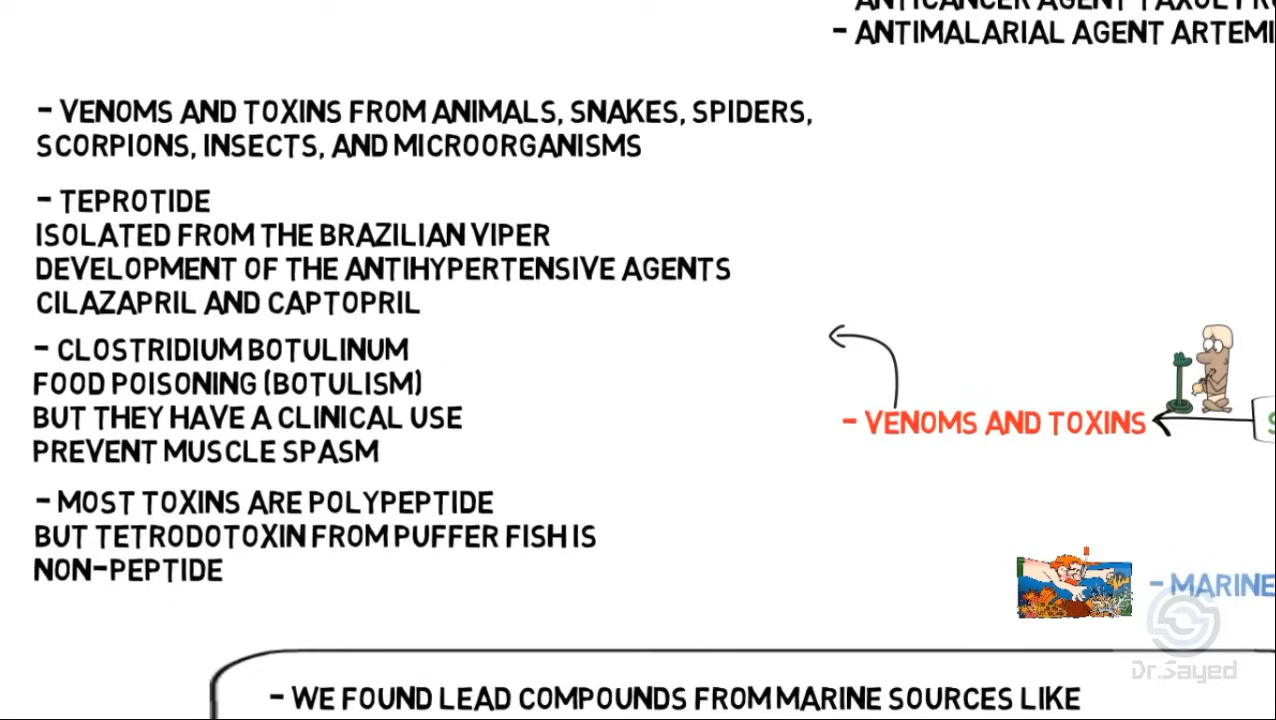 - ANTIMALARIAL AGENT
- VENOMS AND TOXINS FROM ANIMALS, SNAKES, SPIDERS,
SCORPIONS, INSECTS, AND MICROORGANISMS
- TEPROTIDE
ISOLATED FROM THE BRAZILIAN VIPER
DEVELOPMENT OF THE ANTIHYPERTENSIVE AGENTS
CILAZAPRIL AND CAPTOPRIL
- CLOSTRIDIUM BOTULINUM
FOOD POISONING (BOTULISM)
BUT THEY HAVE A CLINICAL USE
PREVENT MUSCLE SPASM
- MOST TOXINS ARE POLYPEPTIDE
BUT TETRODOTOXIN FROM PUFFER FISH IS
NON-PEPTIDE
- VENOMS AND TOXINS
- MARINE
Dr.Sayed
- WE FOUND LEAD COMPOUNDS FROM MARINE SOURCES LIKE